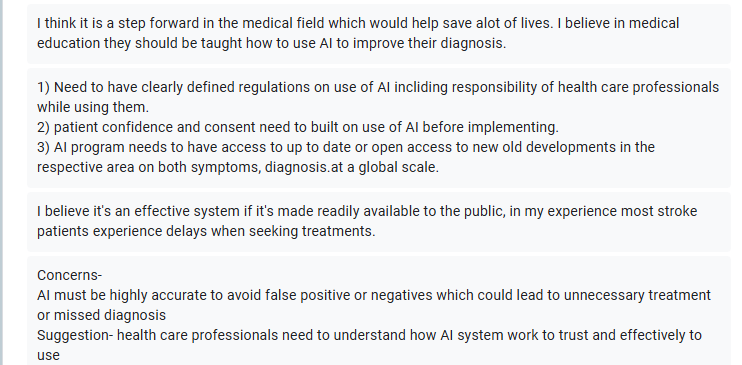 I think it is a step forward in the medical field which would help save alot of lives. I believe in medical
education they should be taught how to use AI to improve their diagnosis.
1) Need to have clearly defined regulations on use of AI incliding responsibility of health care professionals
while using them.
2) patient confidence and consent need to built on use of AI before implementing.
3) AI program needs to have access to up to date or open access to new old developments in the
respective area on both symptoms, diagnosis.at a global scale.
I believe it's an effective system if it's made readily available to the public, in my experience most stroke
patients experience delays when seeking treatments.
Concerns-
AI must be highly accurate to avoid false positive or negatives which could lead to unnecessary treatment
or missed diagnosis
Suggestion- health care professionals need to understand how AI system work to trust and effectively to
use